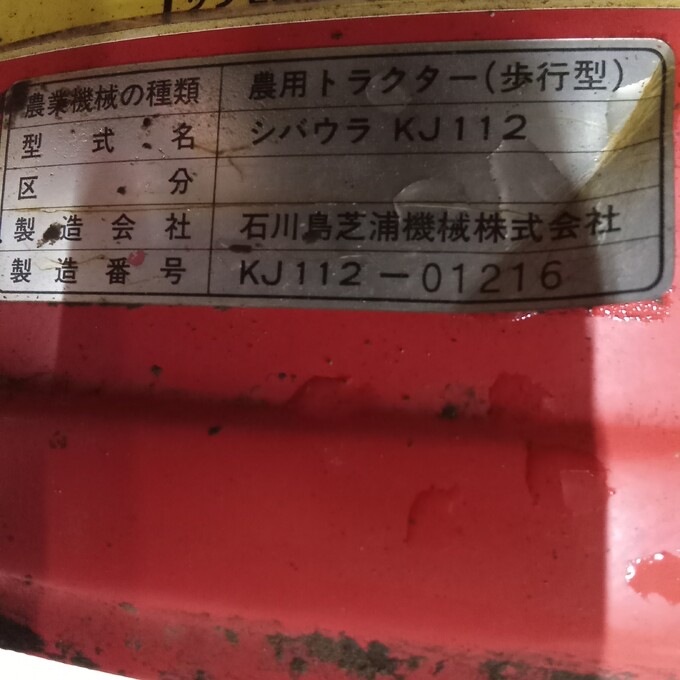 農業機械の種類 農用トラクター(歩行型)
型式名 シバウラ KJ112
区分
製造会社 石川島芝浦機械株式会社
製造番号 KJ112-01216